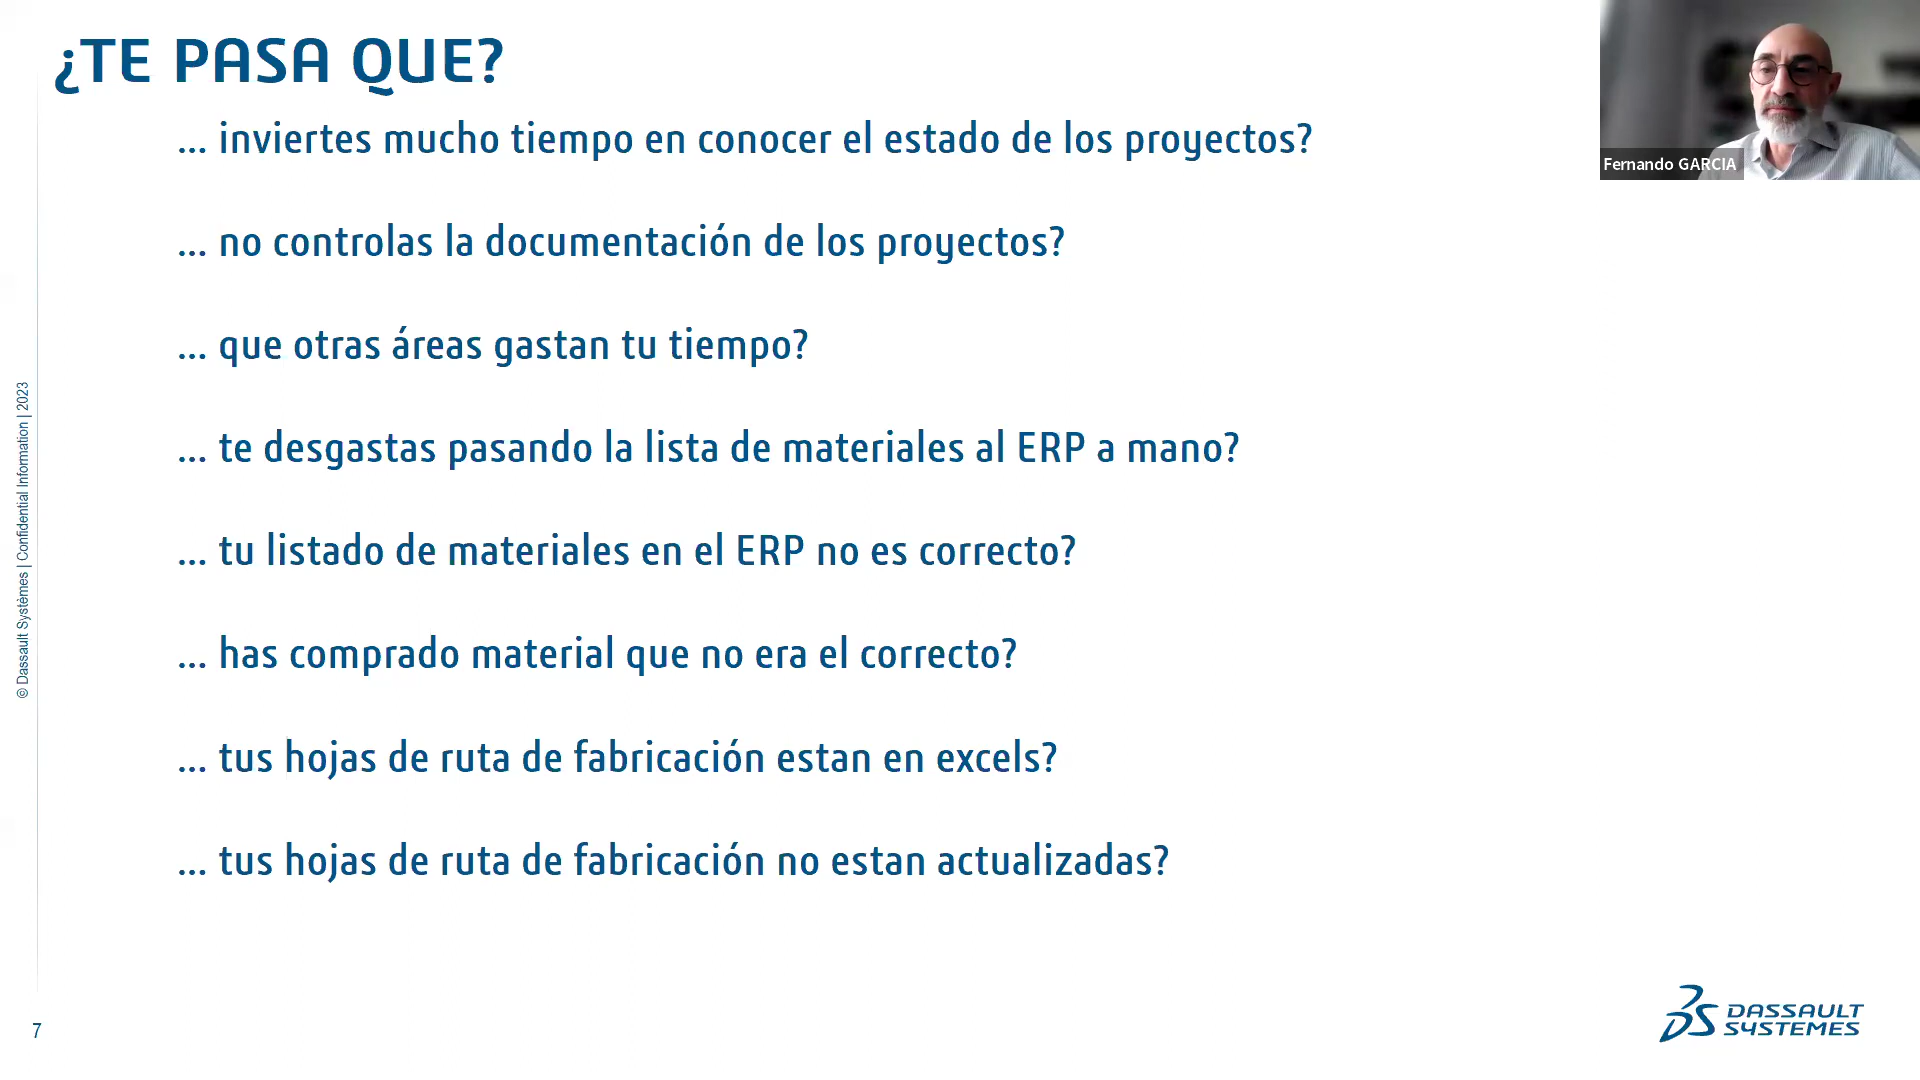 ¿TE PASA QUE?
... inviertes mucho tiempo en conocer el estado de los proyectos?
... no controlas la documentación de los proyectos?
... que otras áreas gastan tu tiempo?
... te desgastas pasando la lista de materiales al ERP a mano?
... tu listado de materiales en el ERP no es correcto?
... has comprado material que no era el correcto?
... tus hojas de ruta de fabricación estan en excels?
... tus hojas de ruta de fabricación no estan actualizadas?
Fernando GARCIA
© Dassault Systèmes | Confidential Information | 2023
7
DASSAULT
SYSTEMES